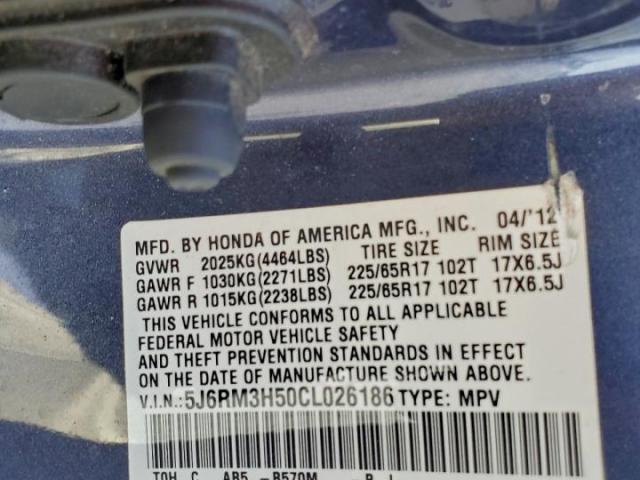 MFD. BY HONDA OF AMERICA MFG., INC. 04/'12
GVWR 2025KG(4464LBS) TIRE SIZE RIM SIZE
GAWR F 1030KG(2271LBS) 225/65R17 102T 17X6.5J
GAWR R 1015KG(2238LBS) 225/65R17 102T 17X6.5J
THIS VEHICLE CONFORMS TO ALL APPLICABLE
FEDERAL MOTOR VEHICLE SAFETY
AND THEFT PREVENTION STANDARDS IN EFFECT
ON THE DATE OF MANUFACTURE SHOWN ABOVE.
V.I.N.:5J6RM3H50CL026186 TYPE: MPV